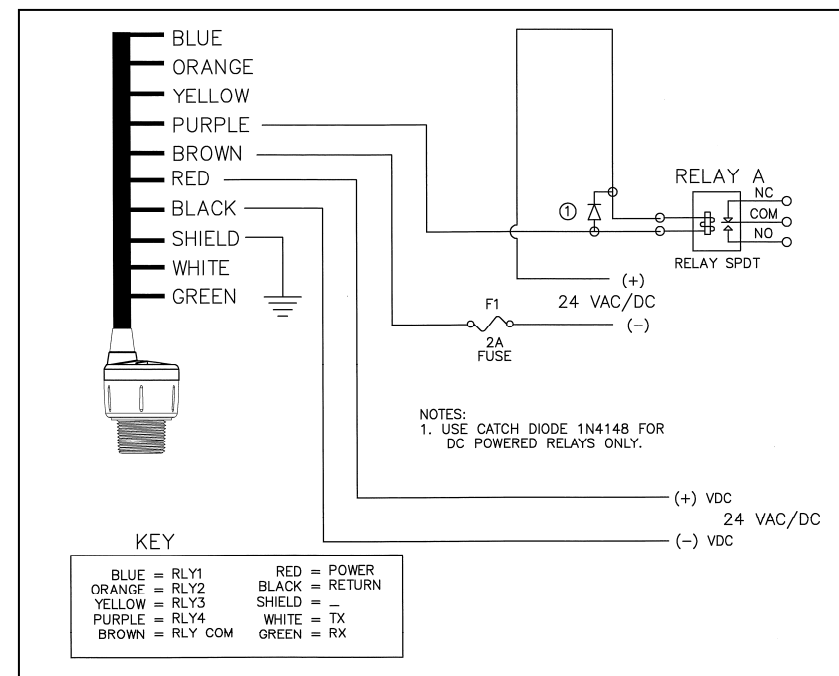 BLUE
ORANGE
YELLOW
PURPLE
BROWN
RED
BLACK
SHIELD
WHITE
GREEN
RELAY A
NC
COM
NO
RELAY SPDT
1
(+)
24 VAC/DC
(−)
F1
2A
FUSE
NOTES:
1. USE CATCH DIODE 1N4148 FOR
DC POWERED RELAYS ONLY.
(+) VDC
24 VAC/DC
(−) VDC
KEY
BLUE = RLY1
ORANGE = RLY2
YELLOW = RLY3
PURPLE = RLY4
BROWN = RLY COM
RED = POWER
BLACK = RETURN
SHIELD = _
WHITE = TX
GREEN = RX